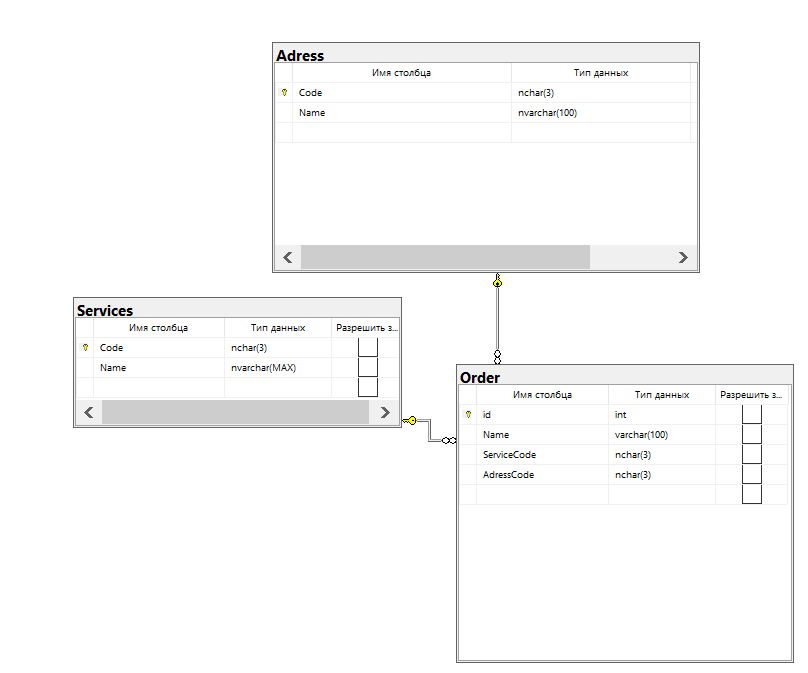 Adress
Имя столбца Тип данных
Code nchar(3)
Name nvarchar(100)
Services
Имя столбца Тип данных Разрешить з...
Code nchar(3)
Name nvarchar(MAX)
Order
Имя столбца Тип данных Разрешить з...
id int
Name varchar(100)
ServiceCode nchar(3)
AdressCode nchar(3)